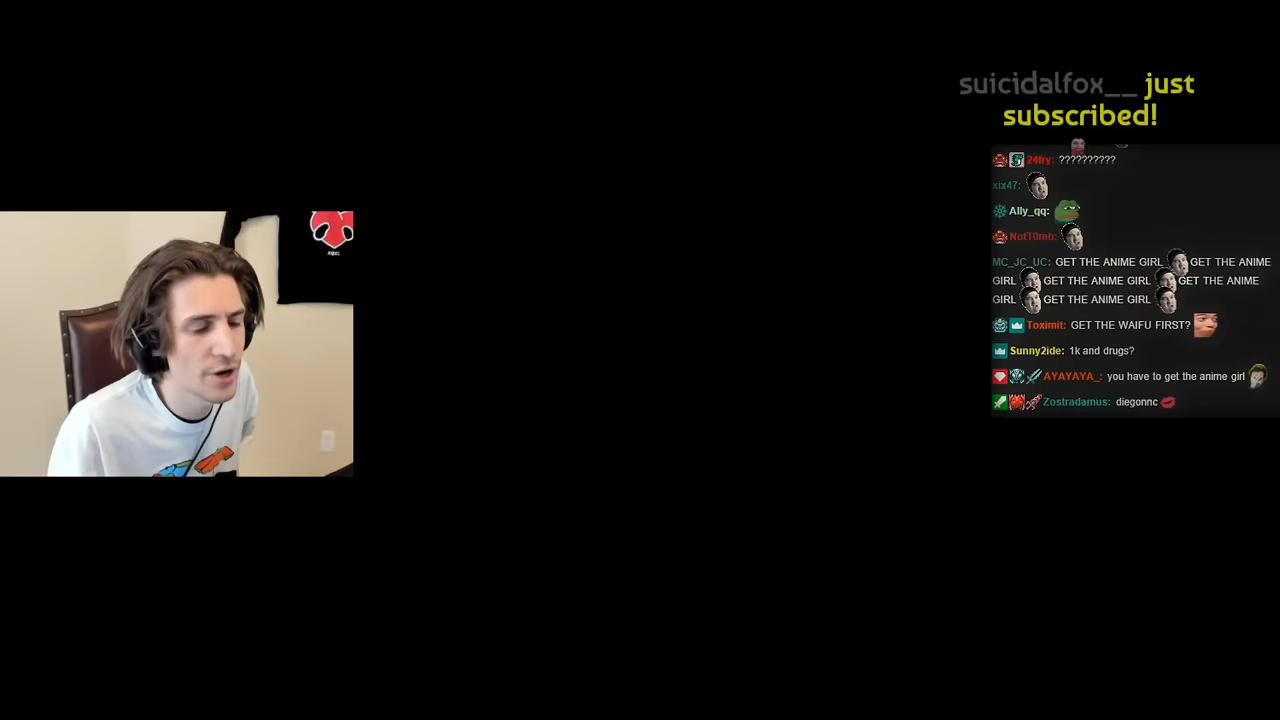 suicidalfox__ just
subscribed!
24hy: ??????????
xix47:
Ally_qq:
NotT0mb:
MC_JC_UC: GET THE ANIME GIRL GET THE ANIME
GIRL GET THE ANIME GIRL GET THE ANIME
GIRL GET THE ANIME GIRL
Toximit: GET THE WAIFU FIRST?
Sunny2ide: 1k and drugs?
AYAYAYA_: you have to get the anime girl
Zostradamus: diegonnc